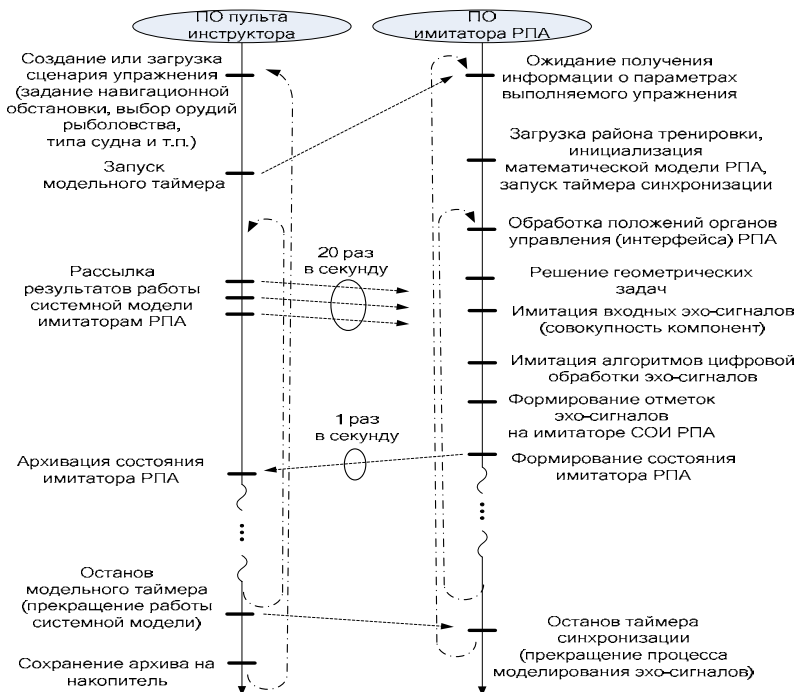 ПО пульта
инструктора
Создание или загрузка
сценария упражнения
(задание навигационной
обстановки, выбор орудий
рыболовства,
типа судна и т.п.)
Запуск
модельного таймера
Рассылка
результатов работы
системной модели
имитаторам РПА
Архивация состояния
имитатора РПА
Останов
модельного таймера
(прекращение работы
системной модели)
Сохранение архива на
накопитель
20 раз
в секунду
1 раз
в секунду
ПО
имитатора РПА
Ожидание получения
информации о параметрах
выполняемого упражнения
Загрузка района тренировки,
инициализация
математической модели РПА,
запуск таймера синхронизации
Обработка положений органов
управления (интерфейса) РПА
Решение геометрических
задач
Имитация входных эхо-сигналов
(совокупность компонент)
Имитация алгоритмов цифровой
обработки эхо-сигналов
Формирование отметок
эхо-сигналов
на имитаторе СОИ РПА
Формирование состояния
имитатора РПА
Останов таймера
синхронизации
(прекращение процесса
моделирования эхо-сигналов)